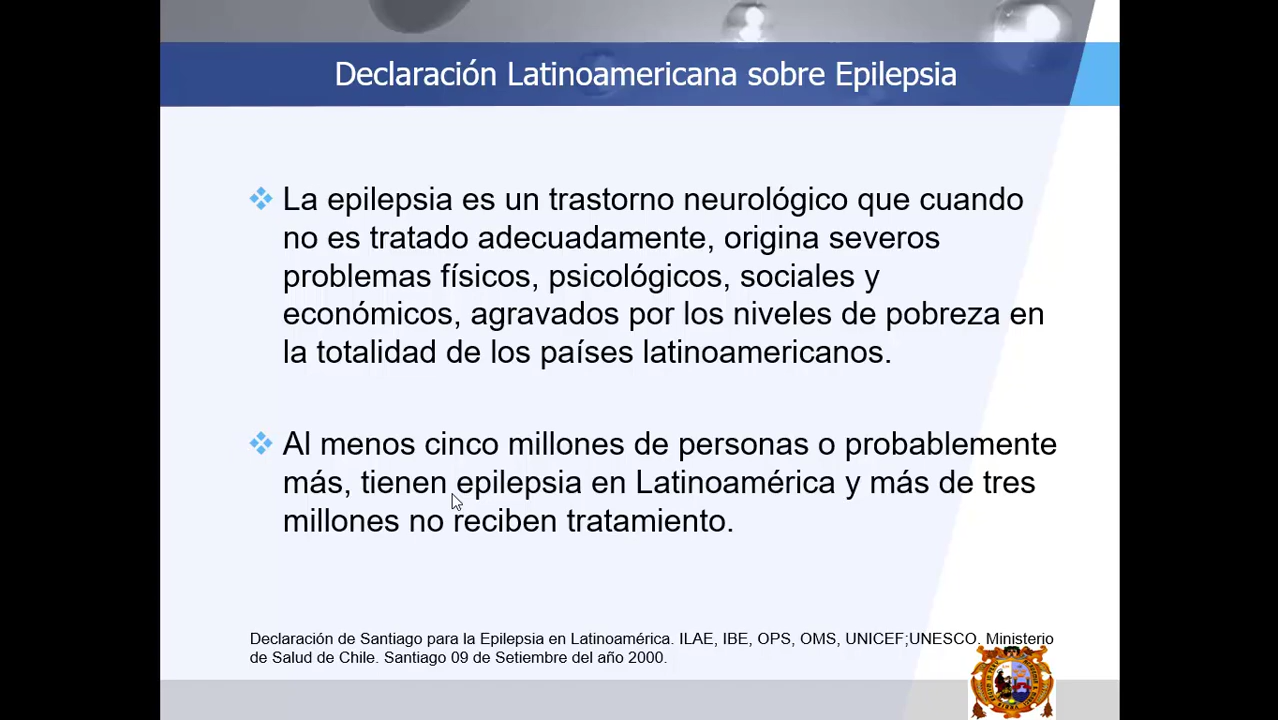 Declaración Latinoamericana sobre Epilepsia
La epilepsia es un trastorno neurológico que cuando
no es tratado adecuadamente, origina severos
problemas físicos, psicológicos, sociales y
económicos, agravados por los niveles de pobreza en
la totalidad de los países latinoamericanos.
Al menos cinco millones de personas o probablemente
más, tienen epilepsia en Latinoamérica y más de tres
millones no reciben tratamiento.
Declaración de Santiago para la Epilepsia en Latinoamérica. ILAE, IBE, OPS, OMS, UNICEF;UNESCO. Ministerio
de Salud de Chile. Santiago 09 de Setiembre del año 2000.